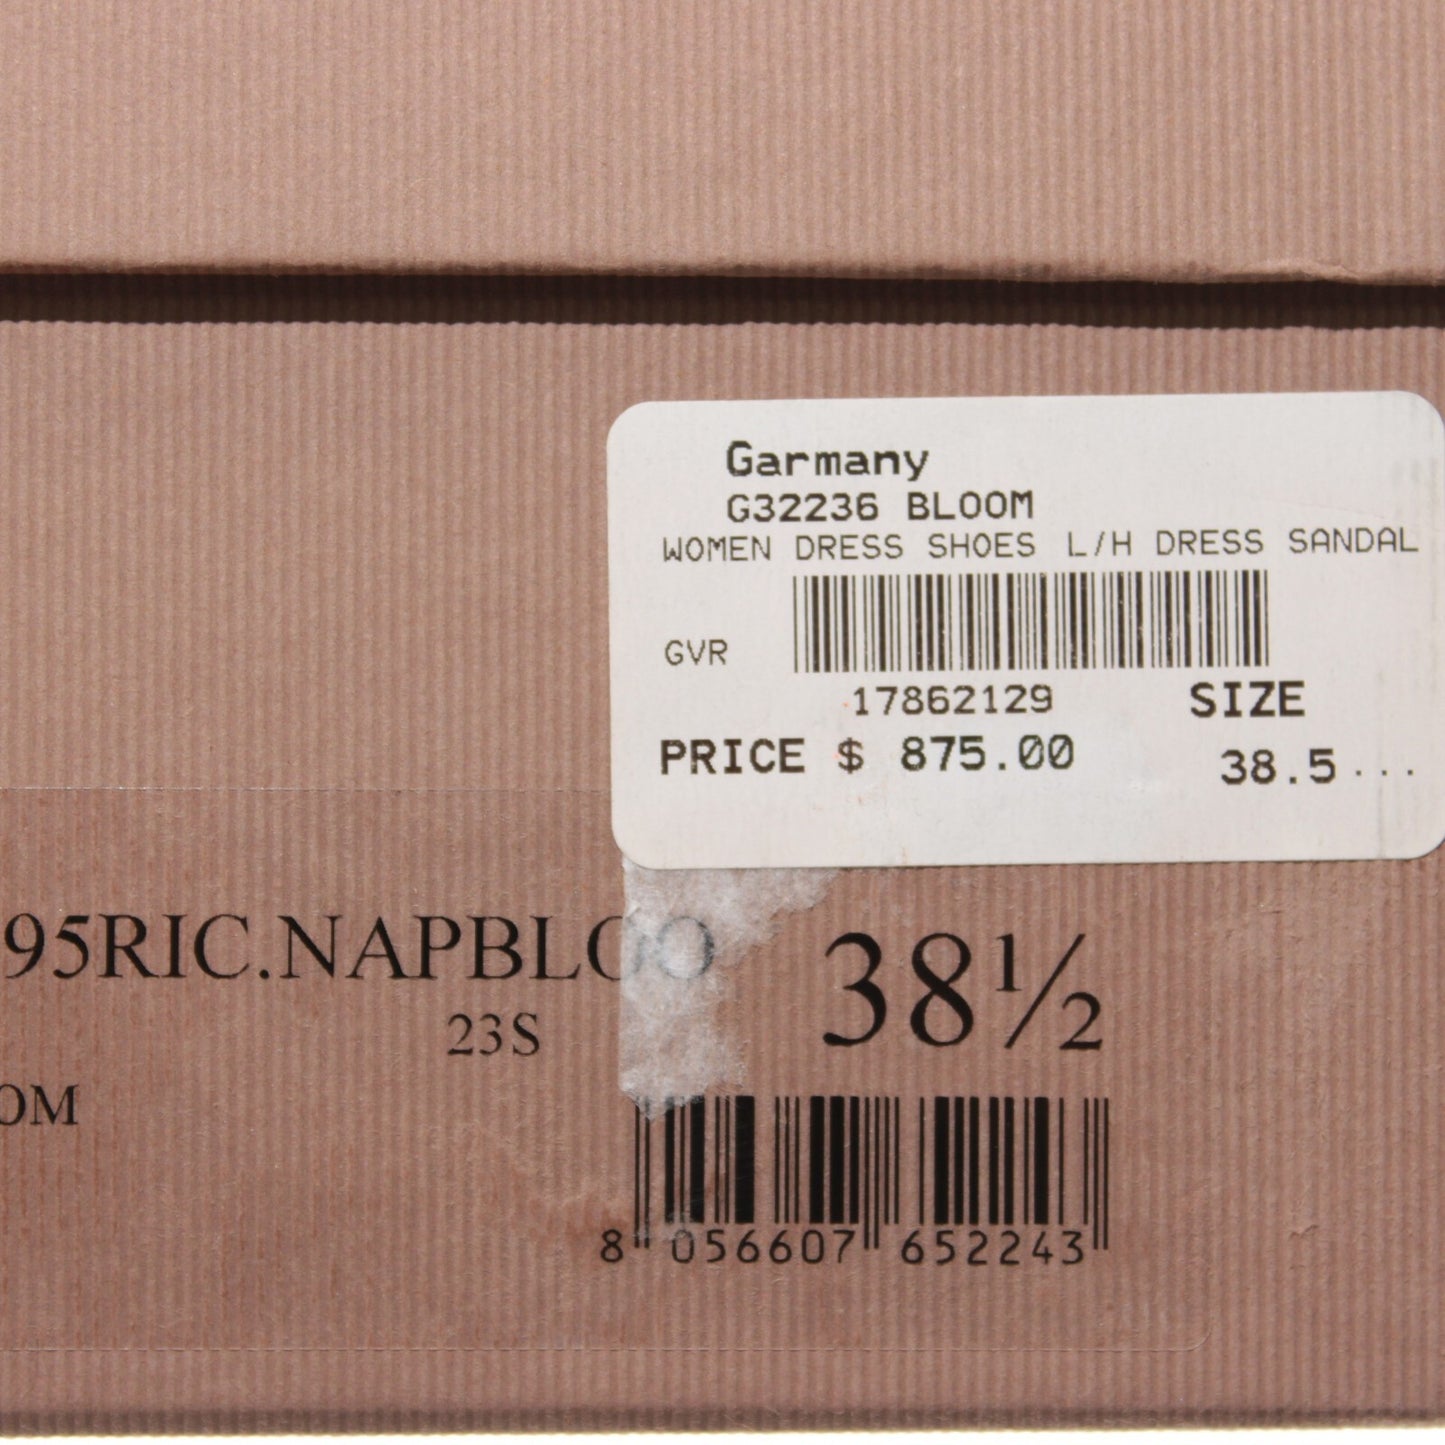 Garmany
G32236 BLOOM
WOMEN DRESS SHOES L/H DRESS SANDAL
GVR
17862129 SIZE
PRICE $ 875.00 38.5...
95RIC.NAPBLOO 38½
23S
OM
8 056607 652243